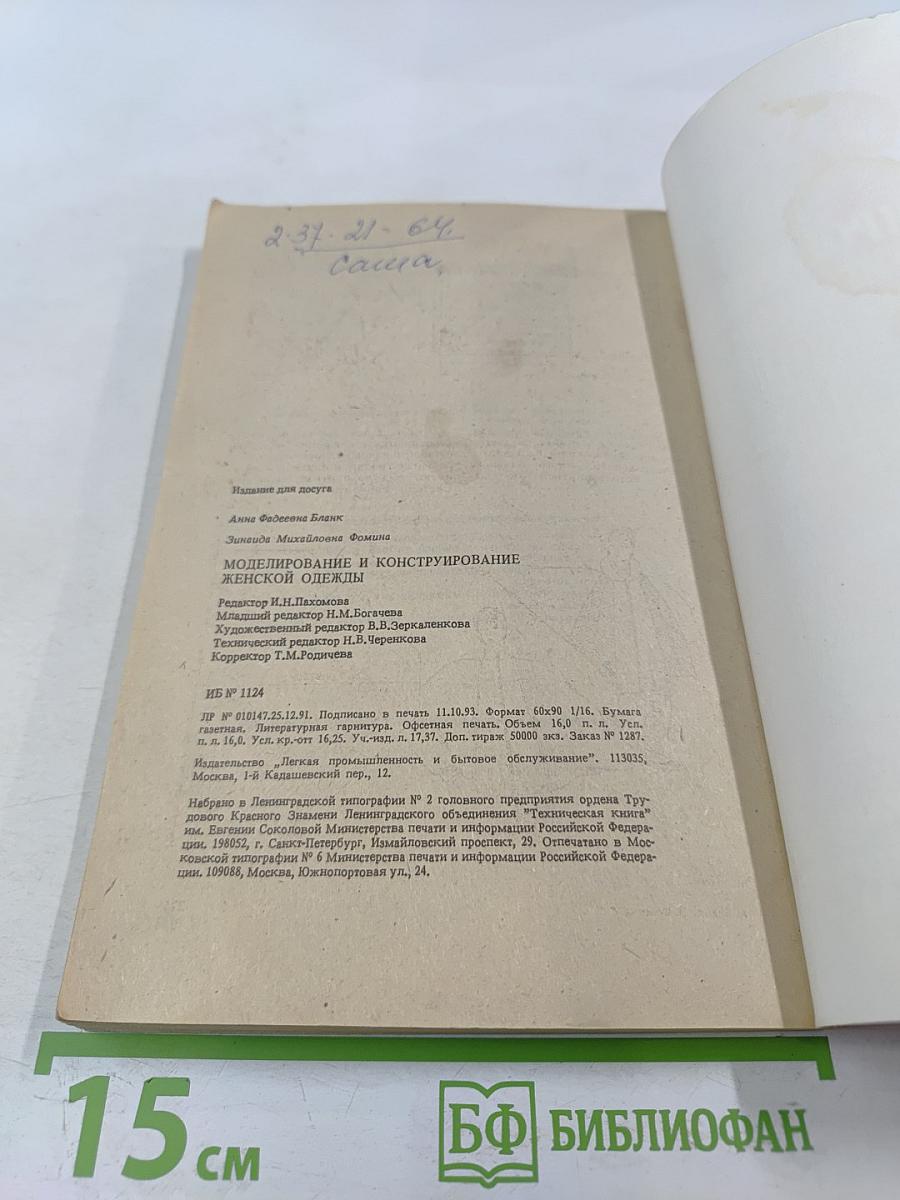 2-37-21-64.
Саша
Издание для досуга
Анна Фадеевна Бланк
Зинаида Михайловна Фомина
МОДЕЛИРОВАНИЕ И КОНСТРУИРОВАНИЕ
ЖЕНСКОЙ ОДЕЖДЫ
Редактор И.Н.Пахомова
Младший редактор Н.М.Богачева
Художественный редактор В.В.Зеркаленкова
Технический редактор Н.В.Черенкова
Корректор Т.М.Родичева
ИБ № 1124
ЛР № 010147.25.12.91. Подписано в печать 11.10.93. Формат 60х90 1/16. Бумага
газетная. Литературная гарнитура. Офсетная печать. Объем 16,0 п. л. Усл.
п. л. 16,0. Усл. кр.-отт 16,25. Уч.-изд. л. 17,37. Доп. тираж 50000 экз. Заказ № 1287.
Издательство „Легкая промышленность и бытовое обслуживание". 113035,
Москва, 1-й Кадашевский пер., 12.
Набрано в Ленинградской типографии № 2 головного предприятия ордена Тру-
дового Красного Знамени Ленинградского объединения "Техническая книга"
им. Евгении Соколовой Министерства печати и информации Российской Федера-
ции. 198052, г. Санкт-Петербург, Измайловский проспект, 29. Отпечатано в Мос-
ковской типографии № 6 Министерства печати и информации Российской Федера-
ции. 109088, Москва, Южнопортовая ул., 24.
15 см
БФ БИБЛИОФАН